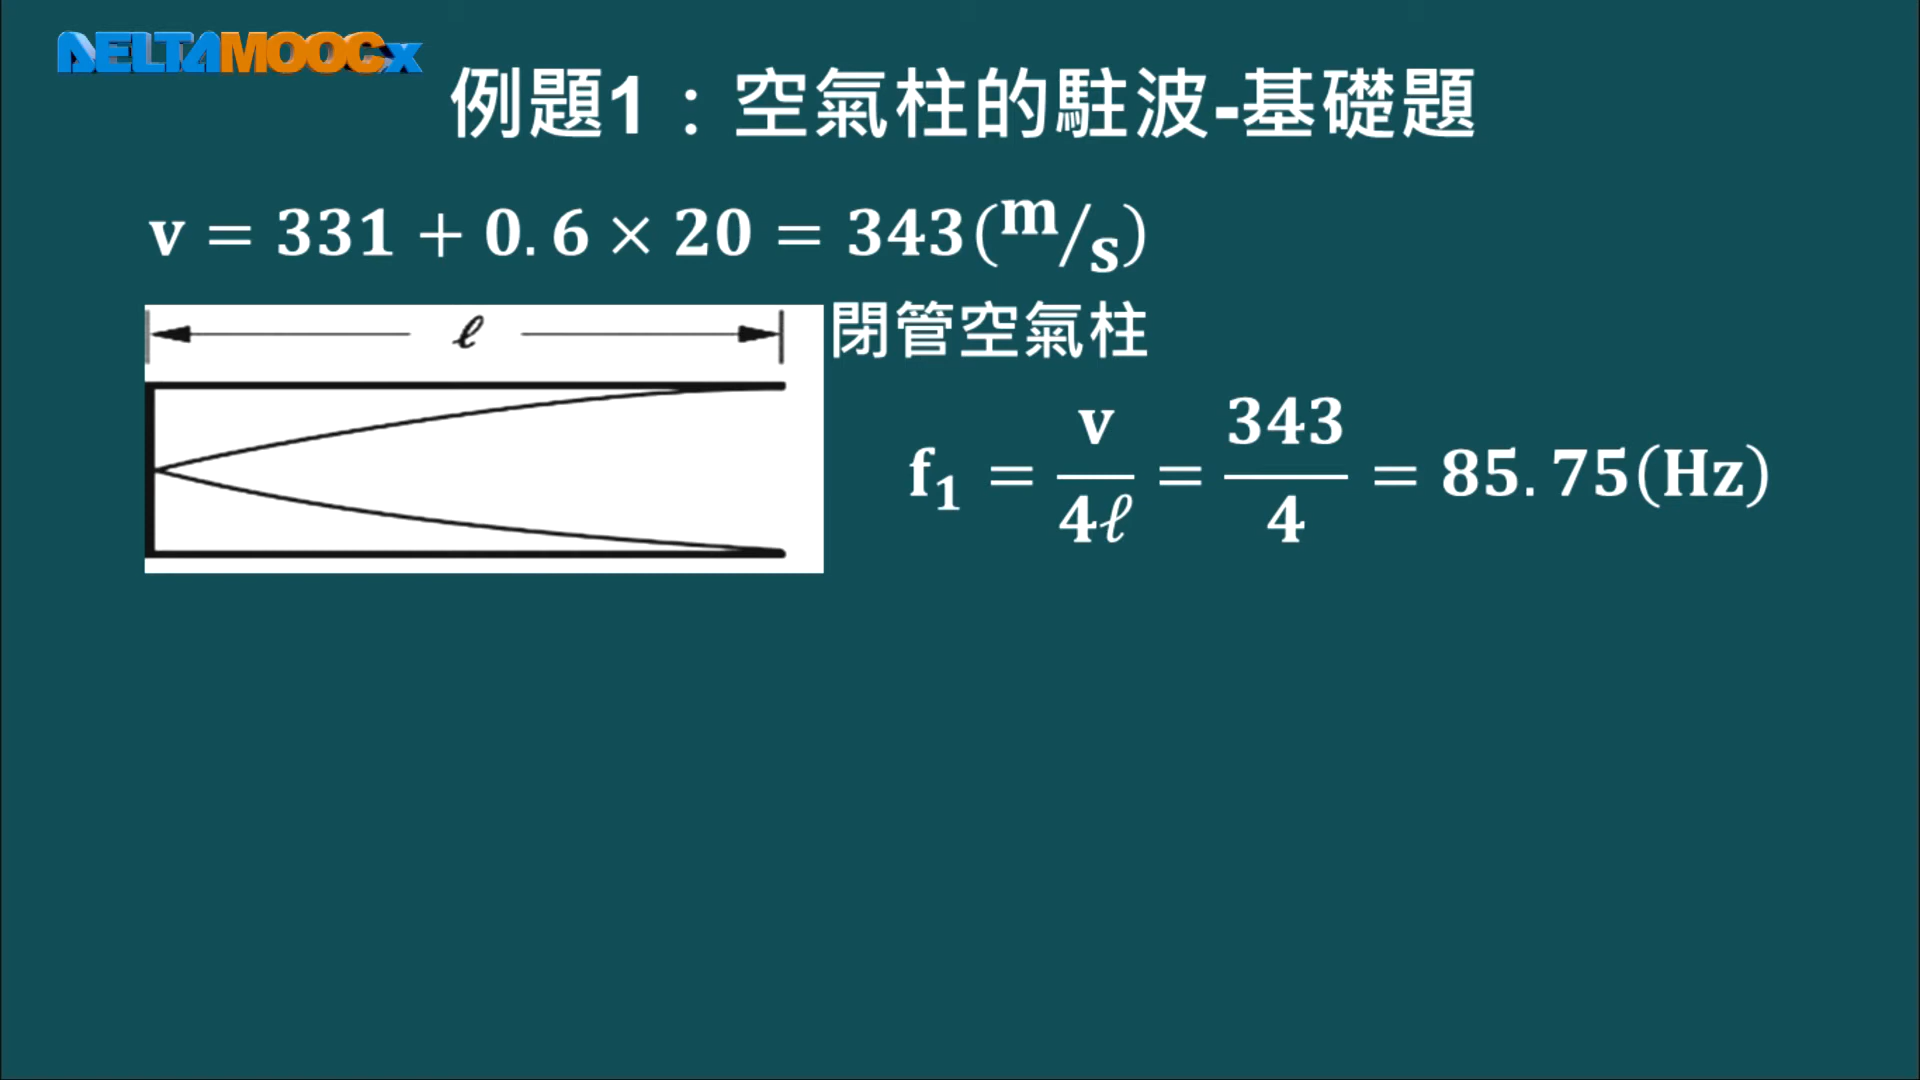 DELTAMOOCx
例題1：空氣柱的駐波-基礎題
v = 331 + 0.6 × 20 = 343(m/s)
ℓ
閉管空氣柱
f₁ = v/4ℓ = 343/4 = 85.75(Hz)